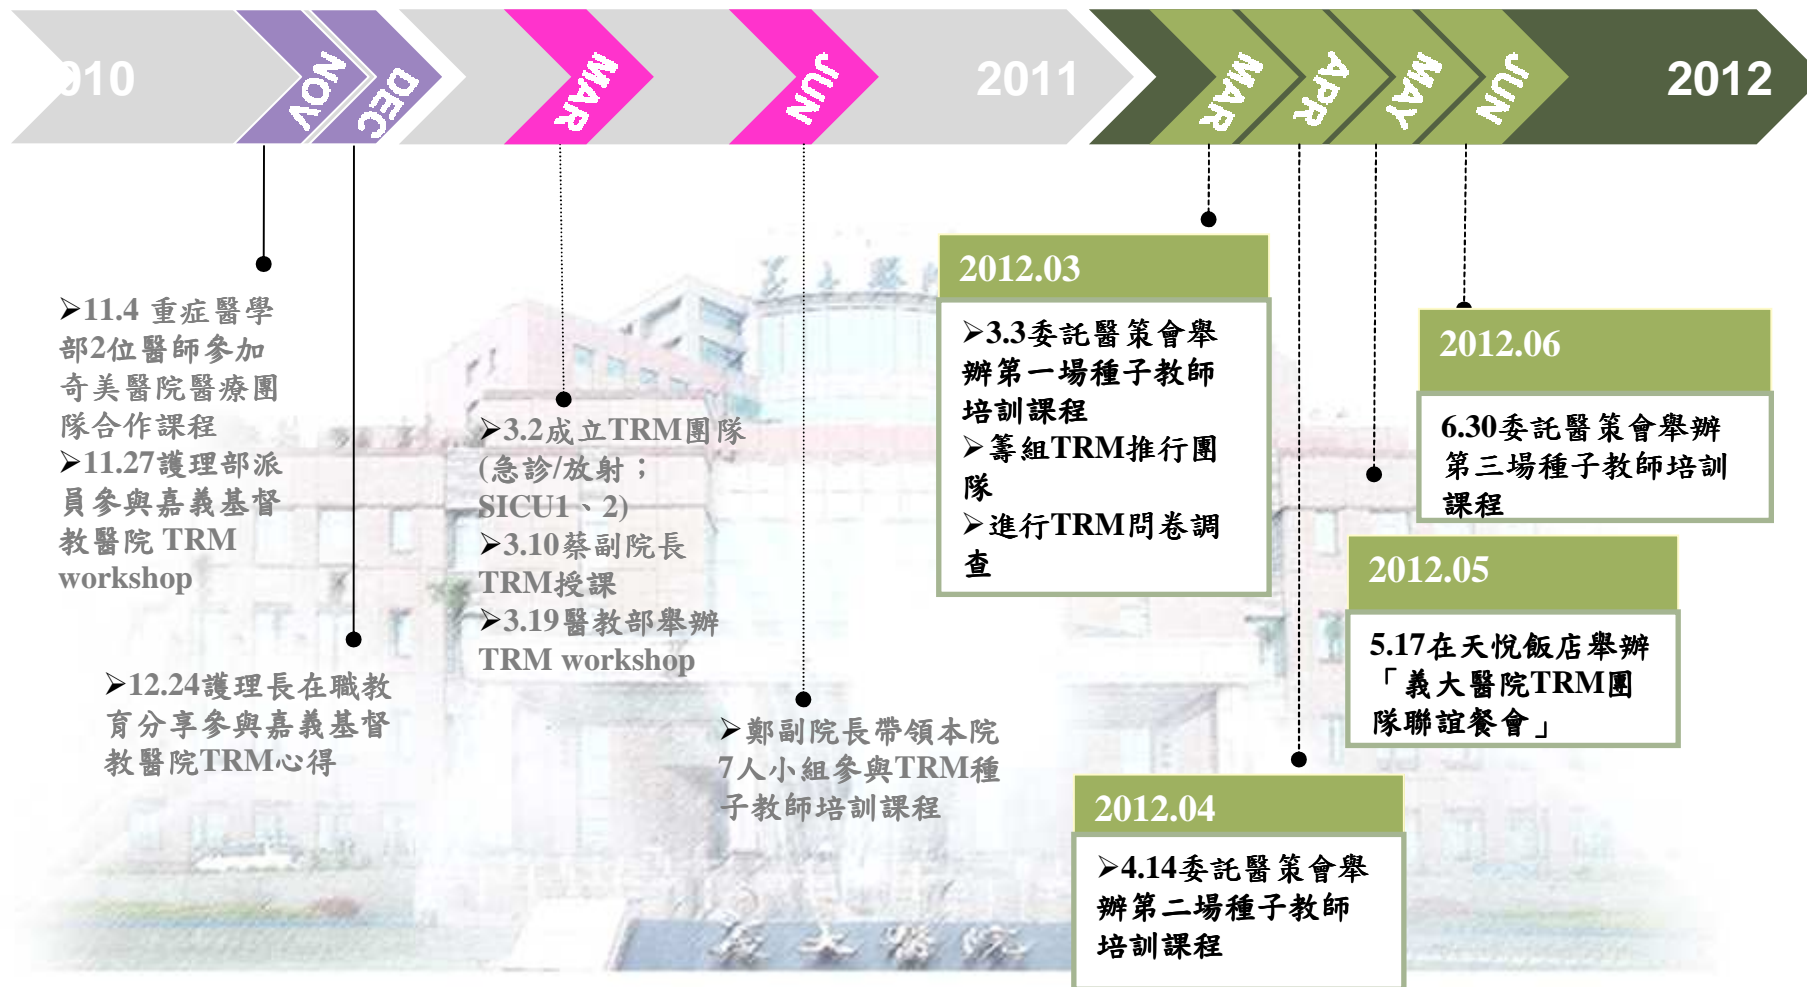 910
NOV
DEC
MAR
JUN
2011
MAR
APR
MAY
JUN
2012
➢11.4 重症醫學
部2位醫師參加
奇美醫院醫療團
隊合作課程
➢11.27護理部派
員參與嘉義基督
教醫院 TRM
workshop
➢12.24護理長在職教
育分享參與嘉義基督
教醫院TRM心得
➢3.2成立TRM團隊
(急診/放射；
SICU1、2)
➢3.10蔡副院長
TRM授課
➢3.19醫教部舉辦
TRM workshop
➢鄭副院長帶領本院
7人小組參與TRM種
子教師培訓課程
2012.03
➢3.3委託醫策會舉
辦第一場種子教師
培訓課程
➢籌組TRM推行團
隊
➢進行TRM問卷調
查
2012.04
➢4.14委託醫策會舉
辦第二場種子教師
培訓課程
2012.05
5.17在天悅飯店舉辦
「義大醫院TRM團
隊聯誼餐會」
2012.06
6.30委託醫策會舉辦
第三場種子教師培訓
課程
義大醫院